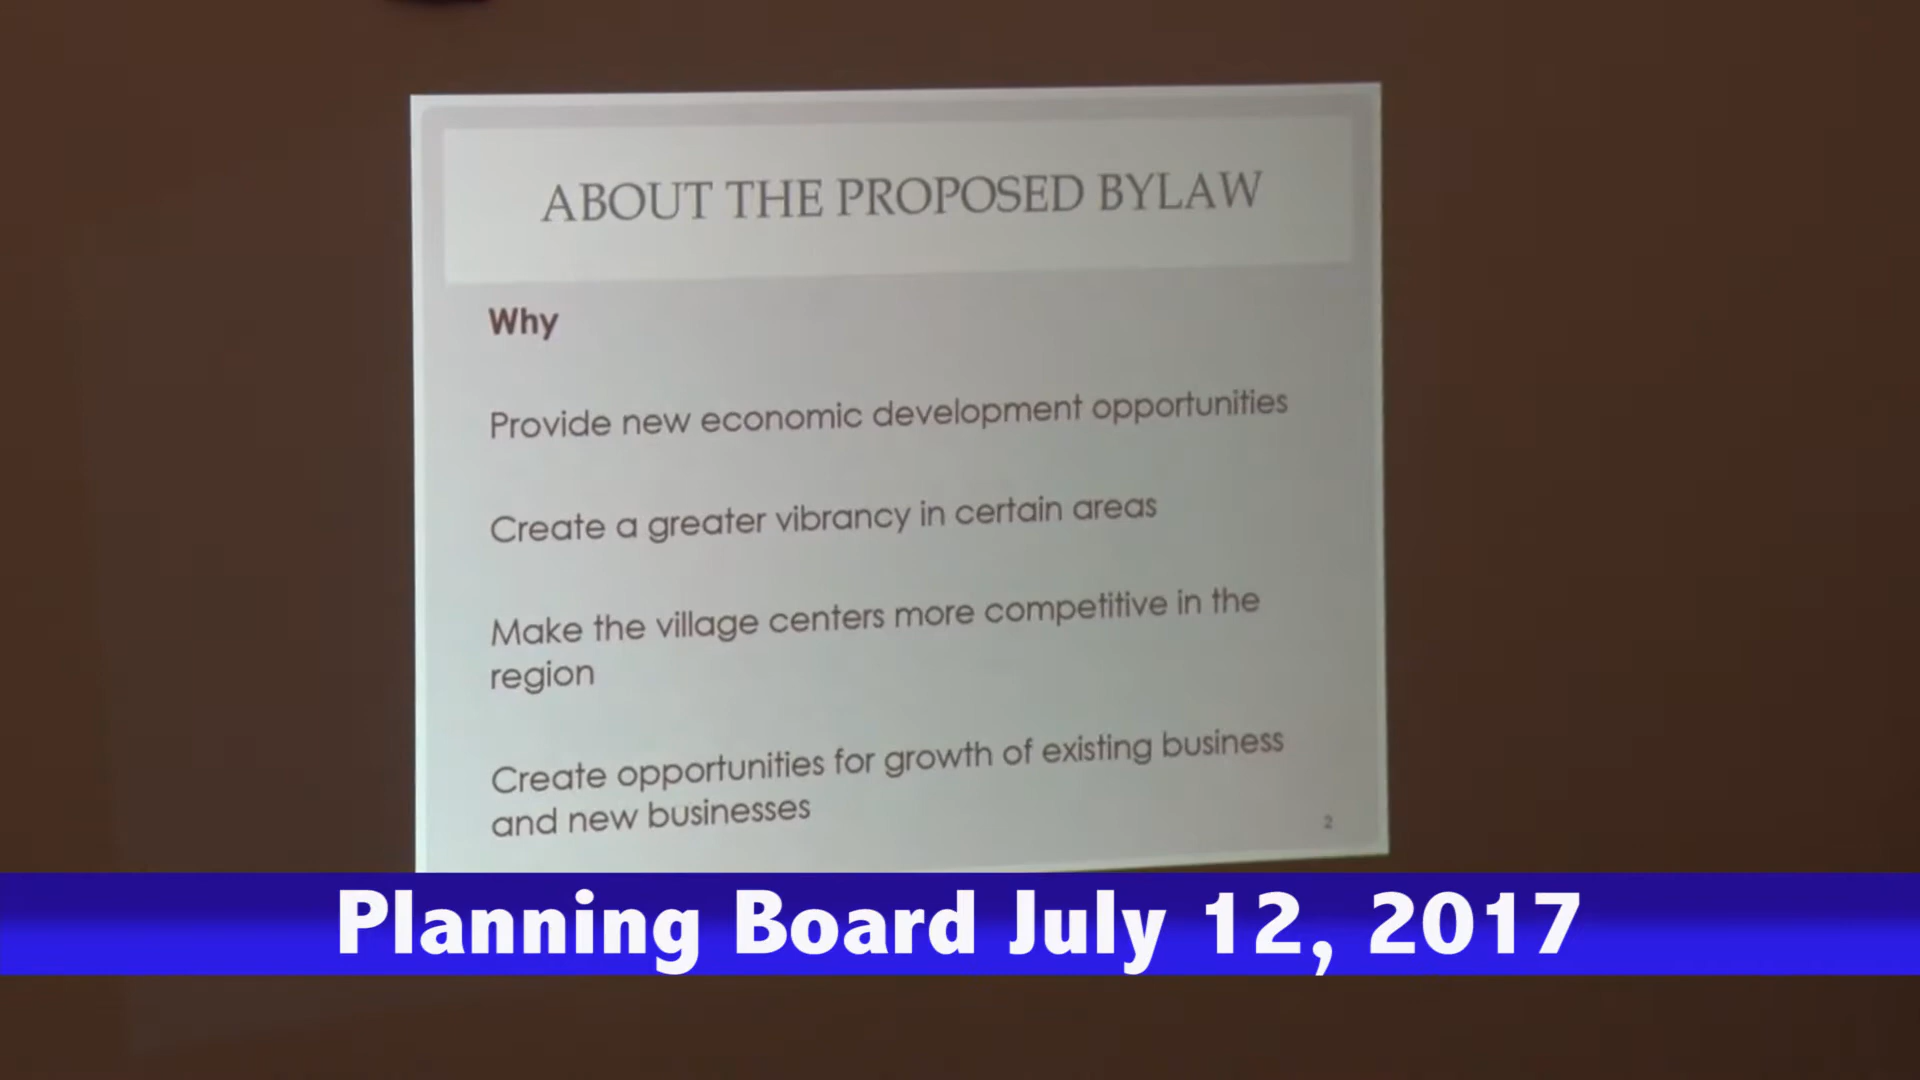 ABOUT THE PROPOSED BYLAW
Why
Provide new economic development opportunities
Create a greater vibrancy in certain areas
Make the village centers more competitive in the
region
Create opportunities for growth of existing business
and new businesses
2
Planning Board July 12, 2017